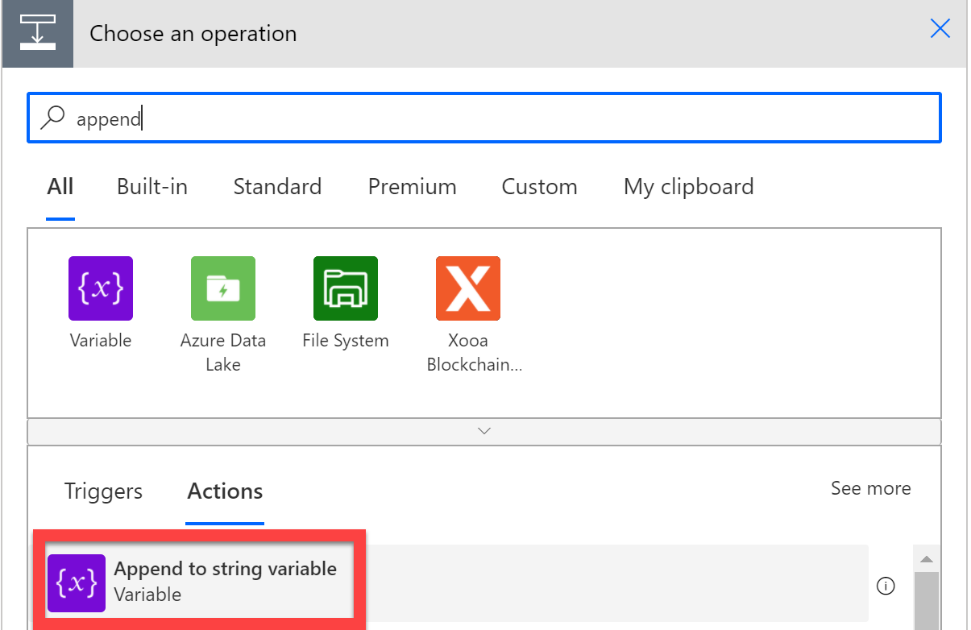 Choose an operation
append
All Built-in Standard Premium Custom My clipboard
{x}
Variable Azure Data File System Xooa
Lake Blockchain...
Triggers Actions See more
{x} Append to string variable
Variable